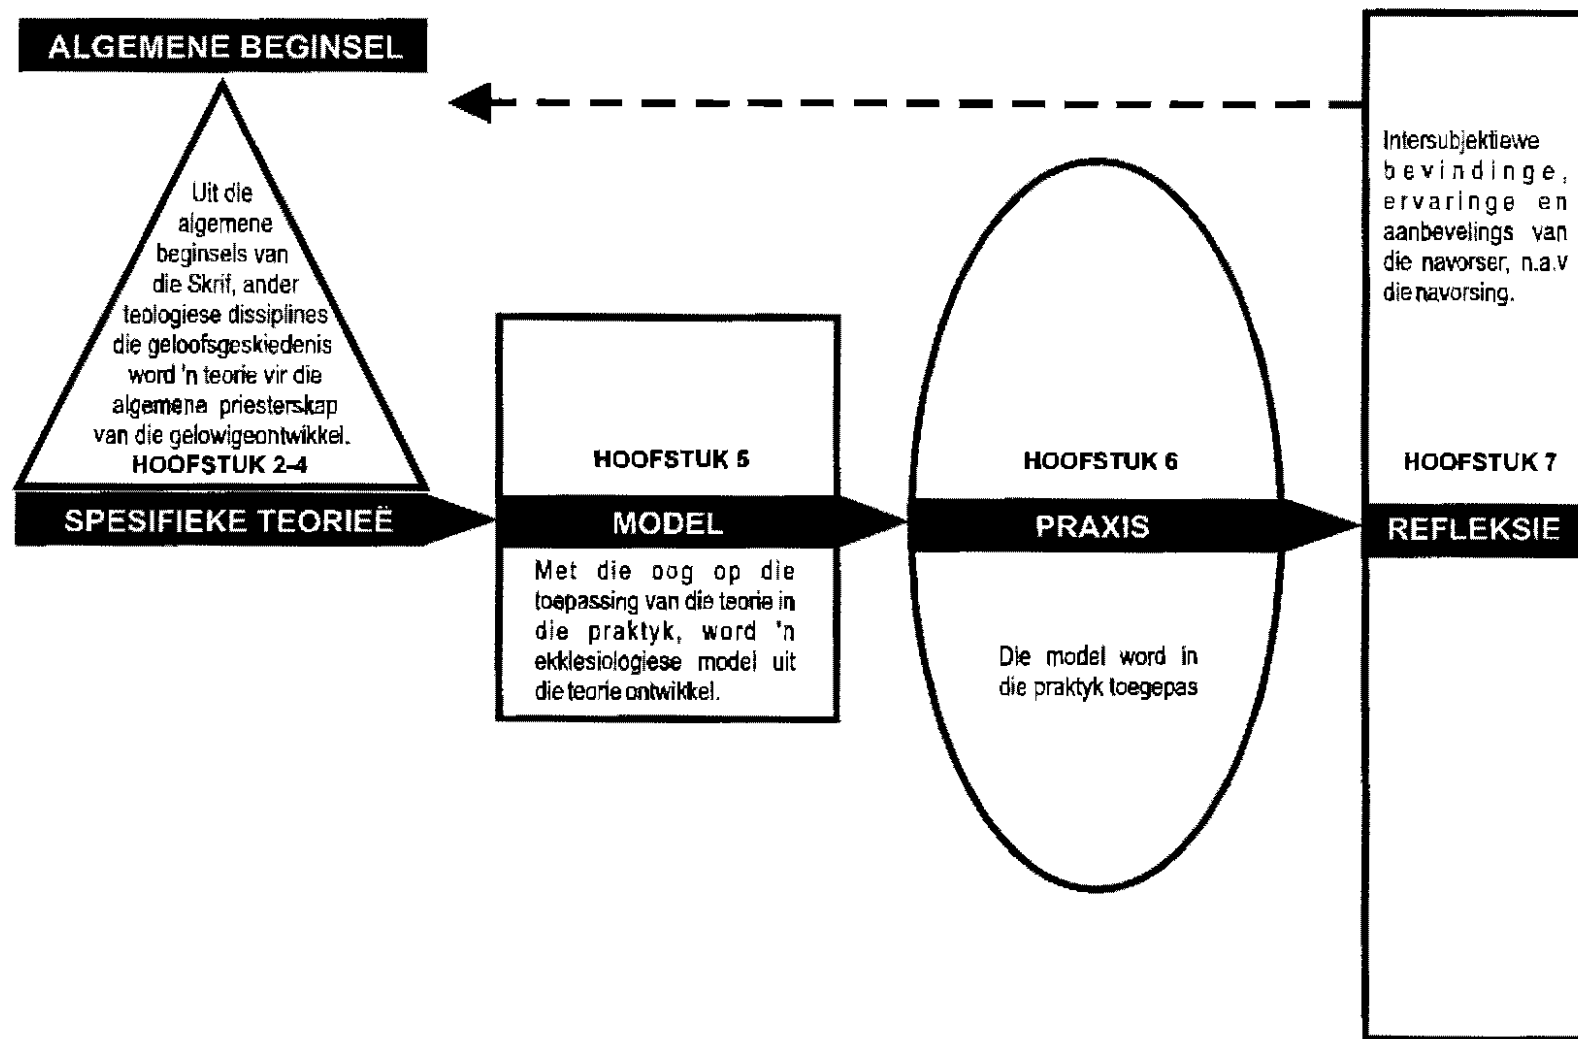 ALGEMENE BEGINSEL
Uit die
algemene
beginsels van
die Skrif, ander
teologiese dissiplines
die geloofsgeskiedenis
word 'n teorie vir die
algemene priesterskap
van die gelowigeontwikkel.
HOOFSTUK 2-4
SPESIFIEKE TEORIEË
HOOFSTUK 5
MODEL
Met die oog op die
toepassing van die teorie in
die praktyk, word 'n
ekklesiologiese model uit
die teorie ontwikkel.
HOOFSTUK 6
PRAXIS
Die model word in
die praktyk toegepas
Intersubjektiewe
bevindinge,
ervaringe en
aanbevelings van
die navorser, n.a.v
die navorsing.
HOOFSTUK 7
REFLEKSIE